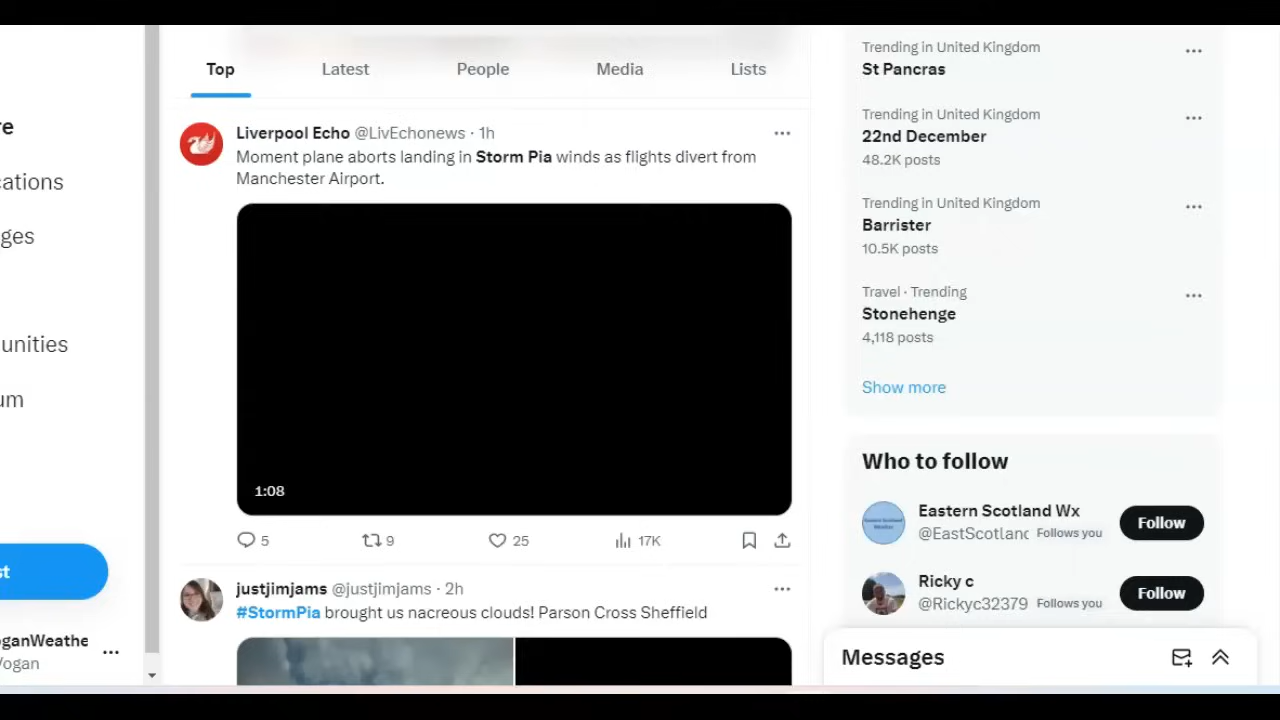 re
cations
ges
unities
um
st
oganWeathe
Vogan
Top Latest People Media Lists
Liverpool Echo @LivEchonews · 1h
Moment plane aborts landing in Storm Pia winds as flights divert from
Manchester Airport.
1:08
5 9 25 17K
justjimjams @justjimjams · 2h
#StormPia brought us nacreous clouds! Parson Cross Sheffield
Trending in United Kingdom
St Pancras
Trending in United Kingdom
22nd December
48.2K posts
Trending in United Kingdom
Barrister
10.5K posts
Travel · Trending
Stonehenge
4,118 posts
Show more
Who to follow
Eastern Scotland Wx
@EastScotland Follows you
Follow
Ricky c
@Rickyc32379 Follows you
Follow
Messages